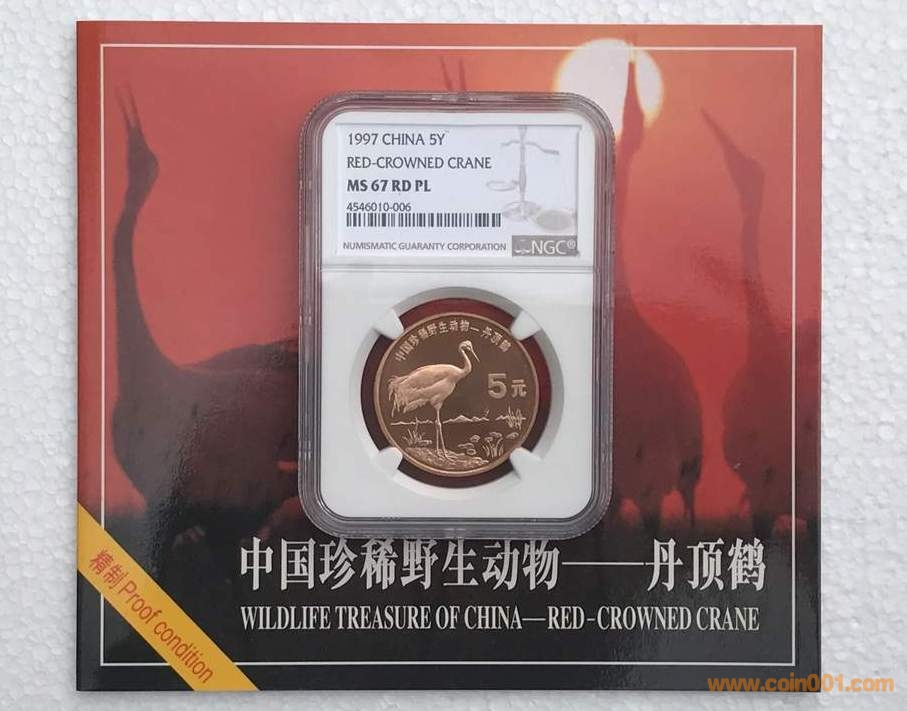 1997 CHINA 5Y
RED-CROWNED CRANE
MS 67 RD PL
4546010-006
NUMISMATIC GUARANTY CORPORATION
NGC®
中国珍稀野生动物—丹顶鹤
5元
中国珍稀野生动物——丹顶鹤
WILDLIFE TREASURE OF CHINA—RED-CROWNED CRANE
精制 Proof condition
www.coin001.com